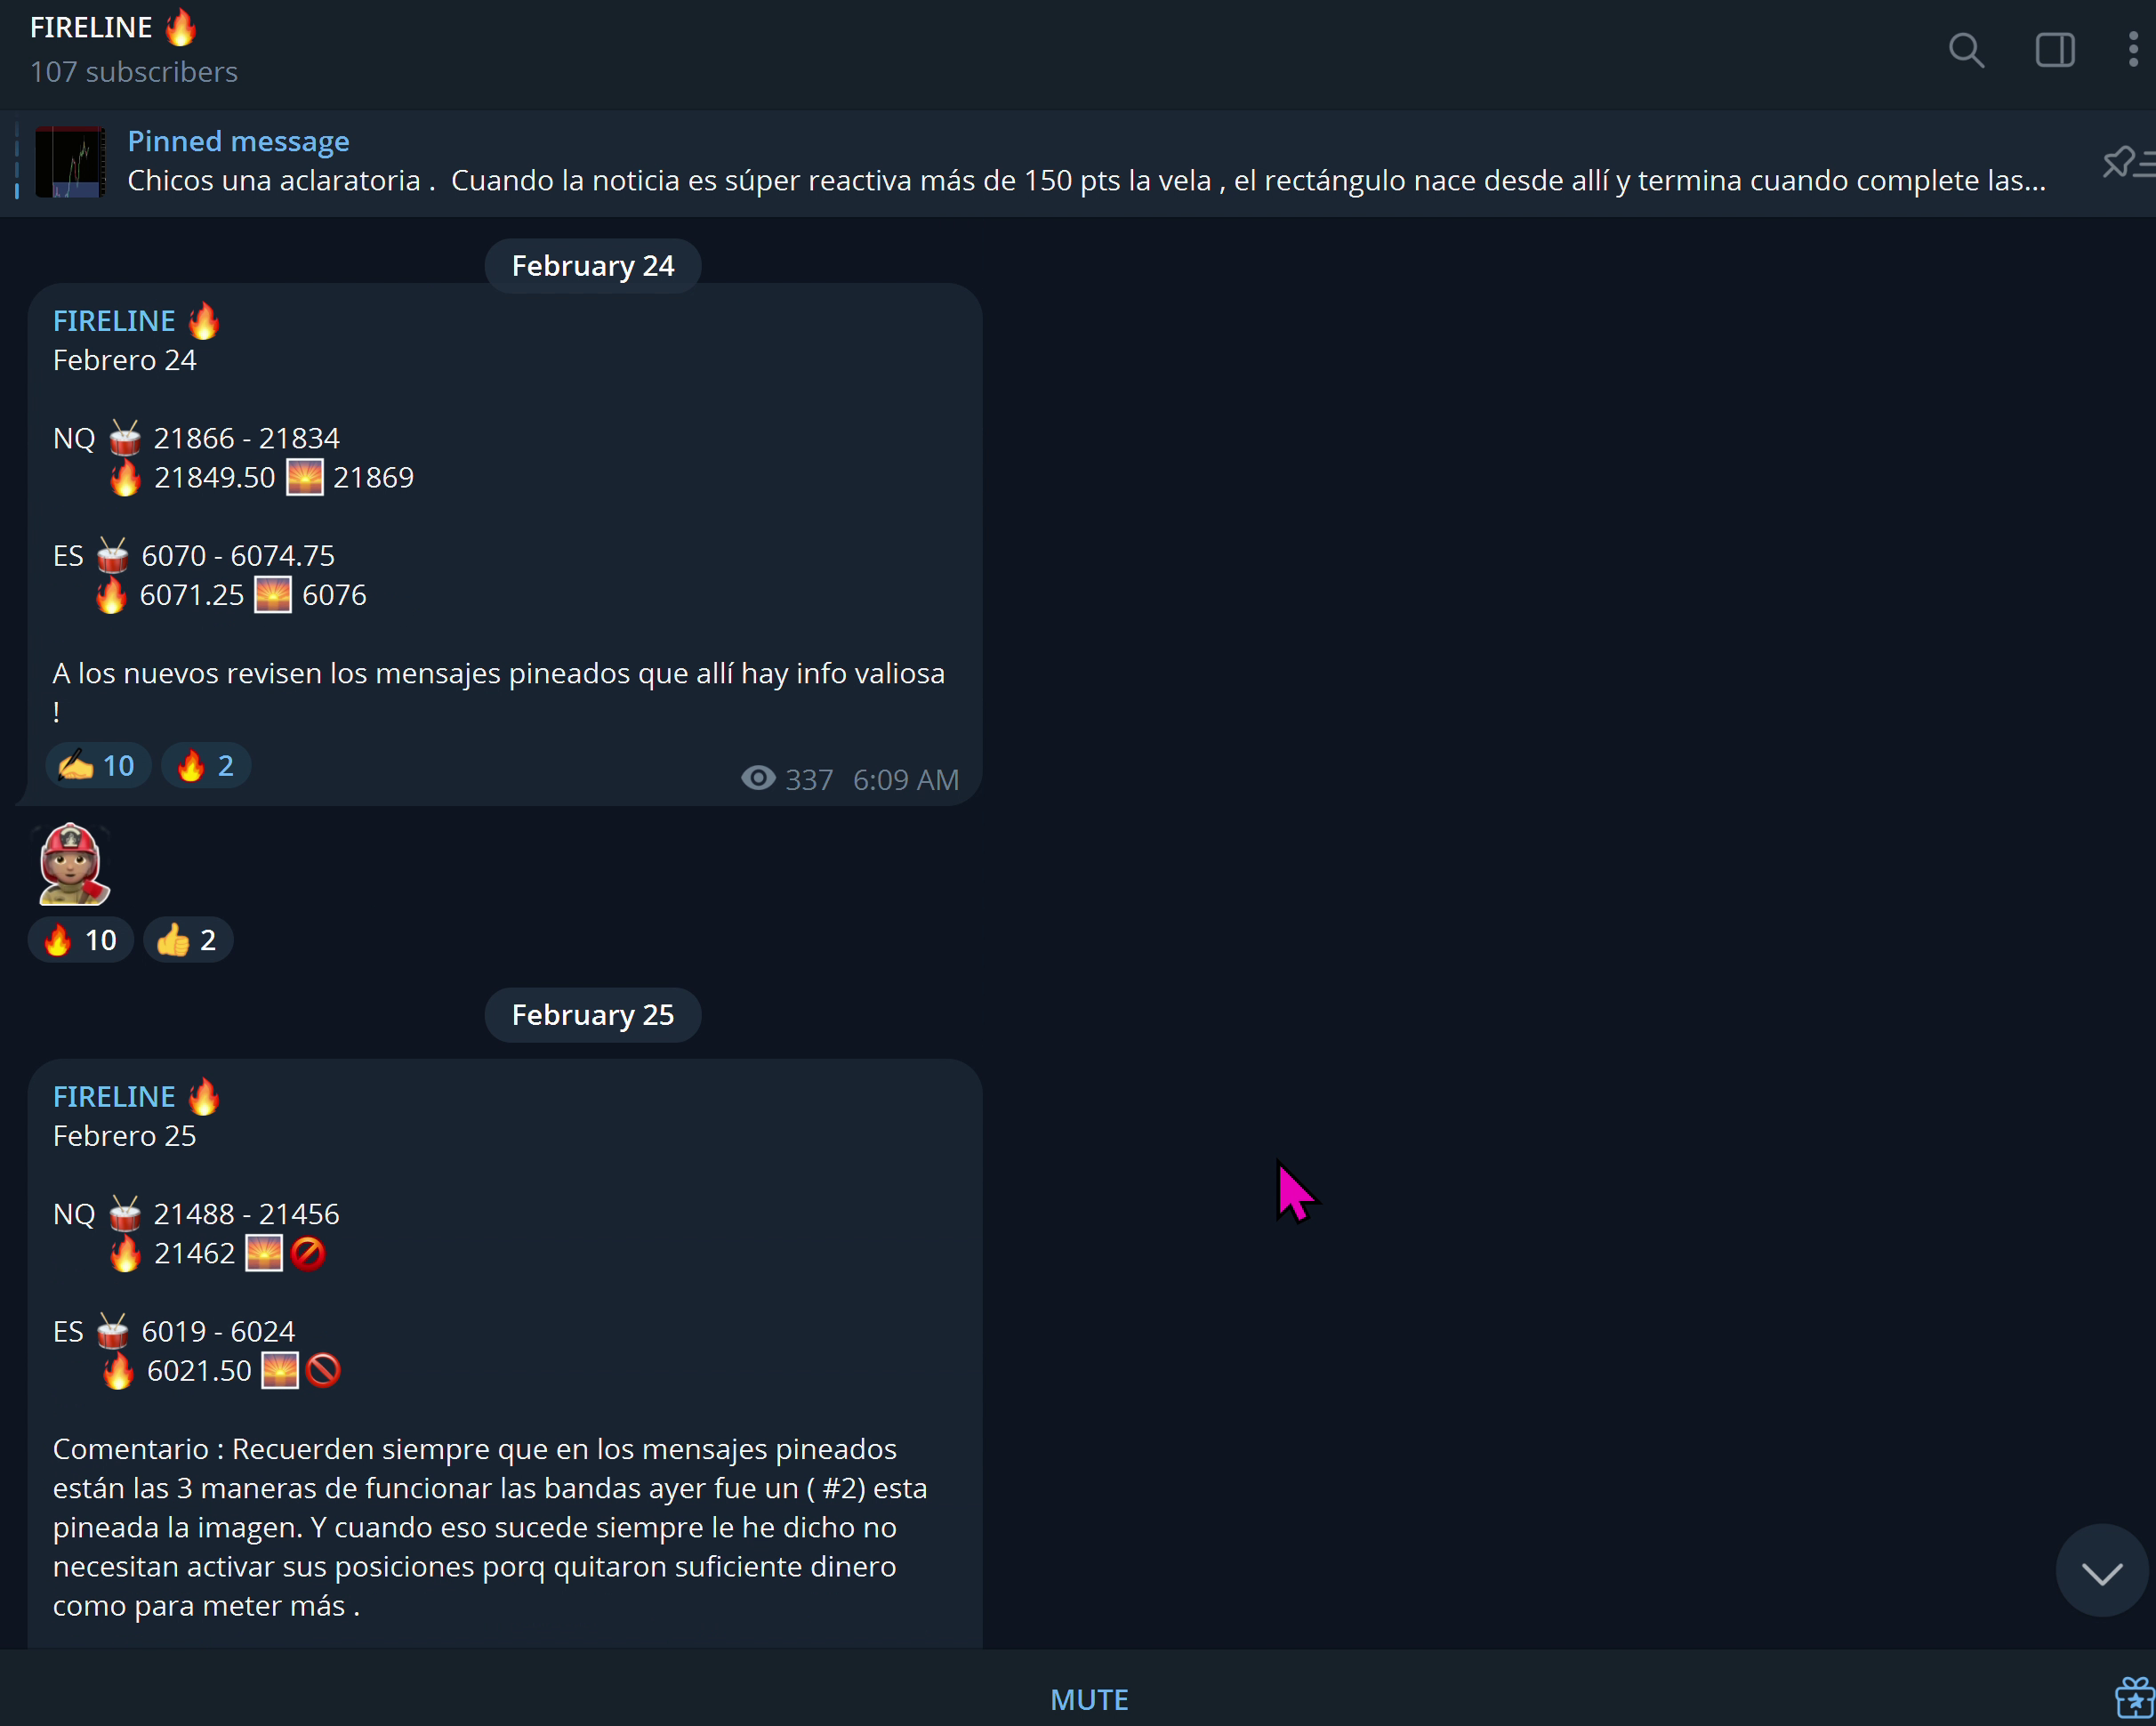 FIRELINE 🔥
107 subscribers
Pinned message
Chicos una aclaratoria .  Cuando la noticia es súper reactiva más de 150 pts la vela , el rectángulo nace desde allí y termina cuando complete las...
February 24
FIRELINE 🔥
Febrero 24
NQ 🥁 21866 - 21834
🔥 21849.50 🌅 21869
ES 🥁 6070 - 6074.75
🔥 6071.25 🌅 6076
A los nuevos revisen los mensajes pineados que allí hay info valiosa
!
✍️ 10 🔥 2
337 6:09 AM
🔥 10 👍 2
February 25
FIRELINE 🔥
Febrero 25
NQ 🥁 21488 - 21456
🔥 21462 🌅🚫
ES 🥁 6019 - 6024
🔥 6021.50 🌅🚫
Comentario : Recuerden siempre que en los mensajes pineados
están las 3 maneras de funcionar las bandas ayer fue un ( #2) esta
pineada la imagen. Y cuando eso sucede siempre le he dicho no
necesitan activar sus posiciones porq quitaron suficiente dinero
como para meter más .
MUTE